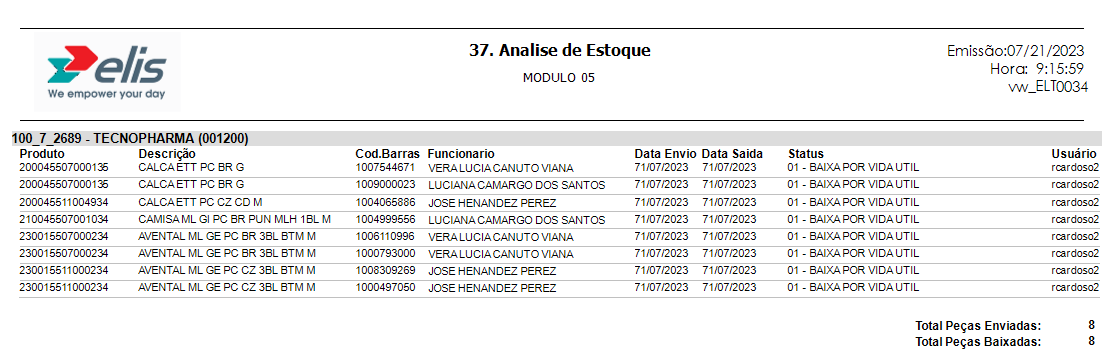 elis
We empower your day
37. Analise de Estoque
MODULO 05
Emissão:07/21/2023
Hora: 9:15:59
vw_ELT0034
100_7_2689 - TECNOPHARMA (001200)
Produto Descrição Cod.Barras Funcionario Data Envio Data Saida Status Usuário
200045507000135 CALCA ETT PC BR G 1007544671 VERA LUCIA CANUTO VIANA 71/07/2023 71/07/2023 01 - BAIXA POR VIDA UTIL rcardoso2
200045507000135 CALCA ETT PC BR G 1009000023 LUCIANA CAMARGO DOS SANTOS 71/07/2023 71/07/2023 01 - BAIXA POR VIDA UTIL rcardoso2
200045511004934 CALCA ETT PC CZ CD M 1004065886 JOSE HENANDEZ PEREZ 71/07/2023 71/07/2023 01 - BAIXA POR VIDA UTIL rcardoso2
210045507001034 CAMISA ML GI PC BR PUN MLH 1BL M 1004999556 LUCIANA CAMARGO DOS SANTOS 71/07/2023 71/07/2023 01 - BAIXA POR VIDA UTIL rcardoso2
230015507000234 AVENTAL ML GE PC BR 3BL BTM M 1006110996 VERA LUCIA CANUTO VIANA 71/07/2023 71/07/2023 01 - BAIXA POR VIDA UTIL rcardoso2
230015507000234 AVENTAL ML GE PC BR 3BL BTM M 1000793000 VERA LUCIA CANUTO VIANA 71/07/2023 71/07/2023 01 - BAIXA POR VIDA UTIL rcardoso2
230015511000234 AVENTAL ML GE PC CZ 3BL BTM M 1008309269 JOSE HENANDEZ PEREZ 71/07/2023 71/07/2023 01 - BAIXA POR VIDA UTIL rcardoso2
230015511000234 AVENTAL ML GE PC CZ 3BL BTM M 1000497050 JOSE HENANDEZ PEREZ 71/07/2023 71/07/2023 01 - BAIXA POR VIDA UTIL rcardoso2
Total Peças Enviadas: 8
Total Peças Baixadas: 8